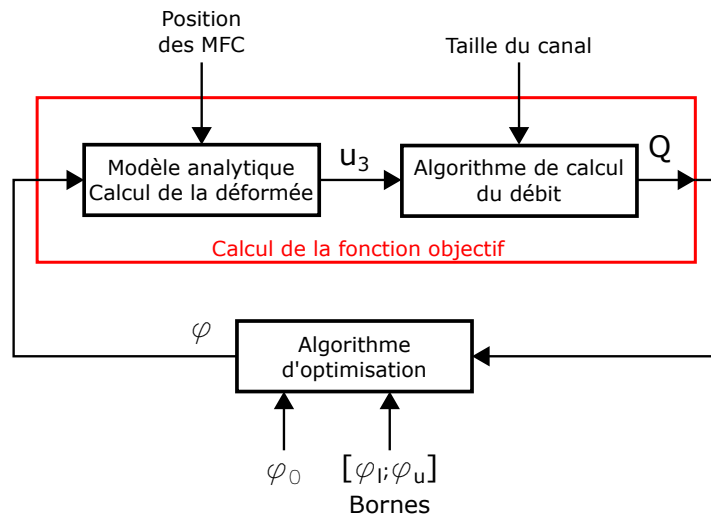 Position
des MFC
Taille du canal
Modèle analytique
Calcul de la déformée
u₃
Algorithme de calcul
du débit
Q
Calcul de la fonction objectif
φ
Algorithme
d'optimisation
φ₀
[φₗ;φᵤ]
Bornes